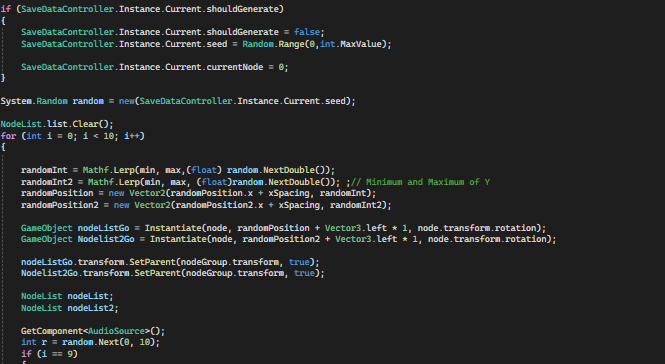 if (SaveDataController.Instance.Current.shouldGenerate)
{
SaveDataController.Instance.Current.shouldGenerate = false;
SaveDataController.Instance.Current.seed = Random.Range(0,int.MaxValue);
SaveDataController.Instance.Current.currentNode = 0;
}
System.Random random = new(SaveDataController.Instance.Current.seed);
NodeList.list.Clear();
for (int i = 0; i < 10; i++)
{
randomInt = Mathf.Lerp(min, max,(float) random.NextDouble());
randomInt2 = Mathf.Lerp(min, max, (float)random.NextDouble()); ;// Minimum and Maximum of Y
randomPosition = new Vector2(randomPosition.x + xSpacing, randomInt);
randomPosition2 = new Vector2(randomPosition2.x + xSpacing, randomInt2);
GameObject nodeListGo = Instantiate(node, randomPosition + Vector3.left * 1, node.transform.rotation);
GameObject Nodelist2Go = Instantiate(node, randomPosition2 + Vector3.left * 1, node.transform.rotation);
nodeListGo.transform.SetParent(nodeGroup.transform, true);
Nodelist2Go.transform.SetParent(nodeGroup.transform, true);
NodeList nodeList;
NodeList nodeList2;
GetComponent<AudioSource>();
int r = random.Next(0, 10);
if (i == 9)
{